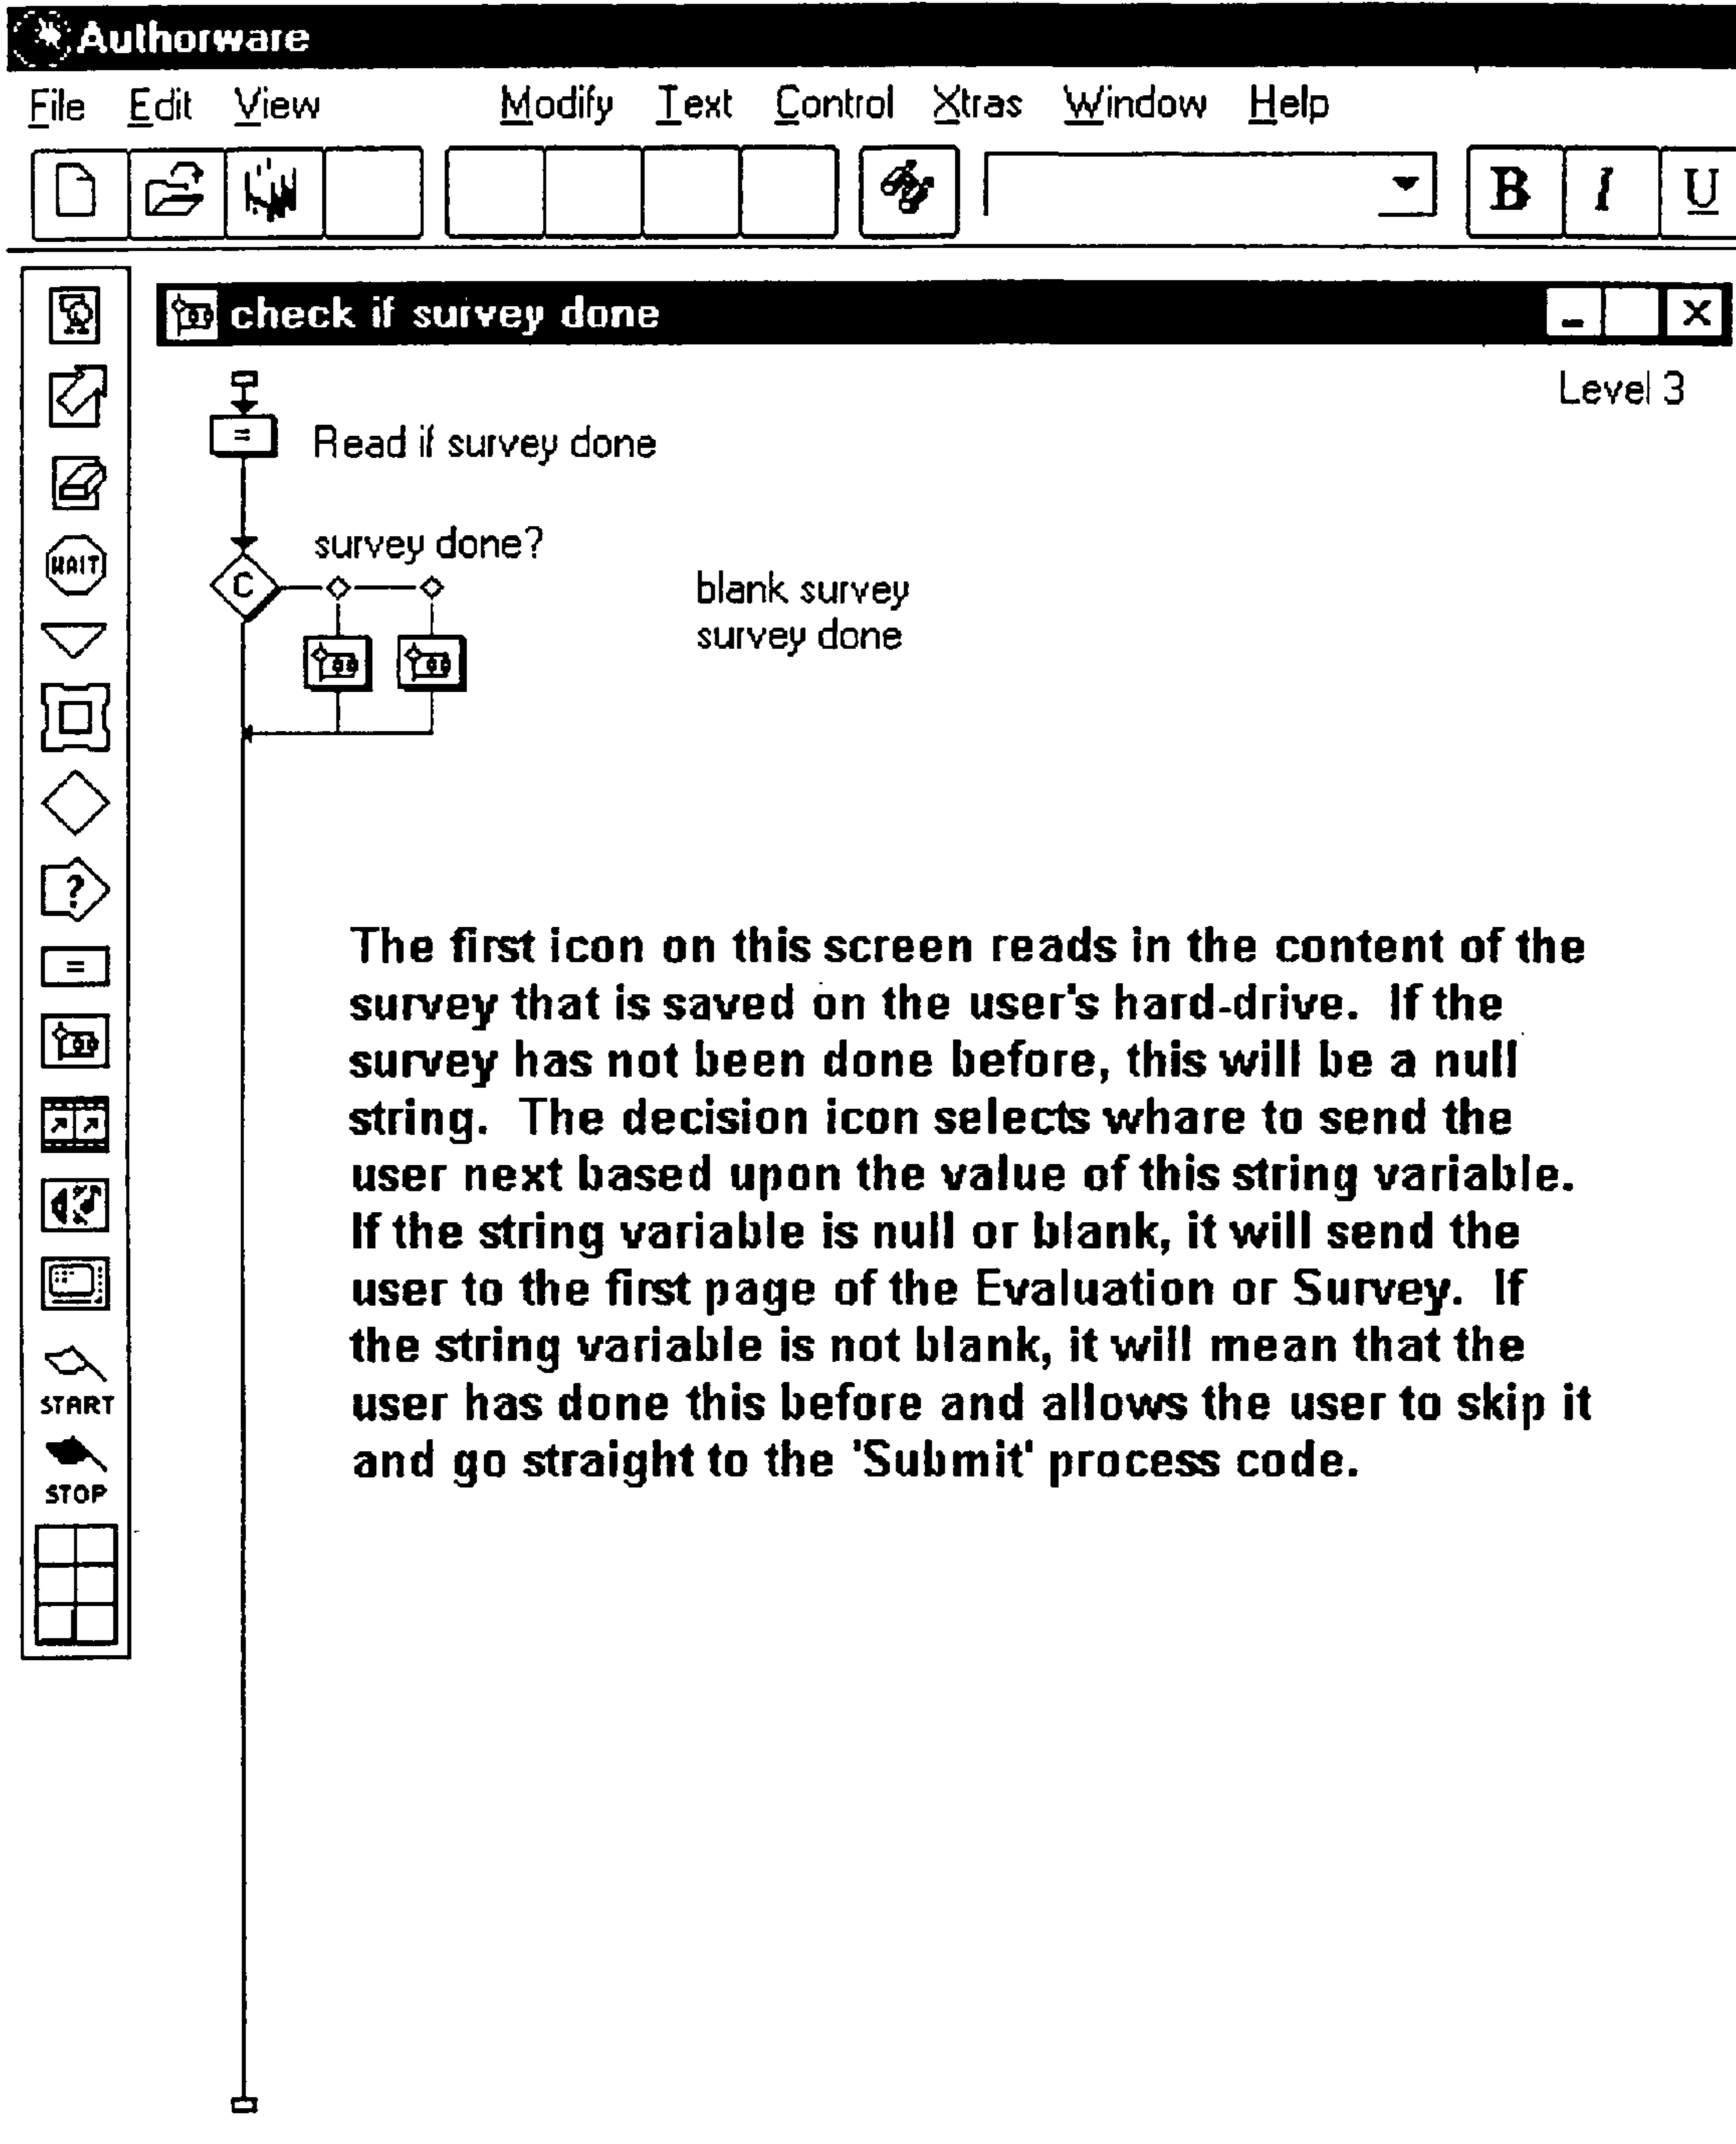 Authorware
File Edit View Modify Text Control Xtras Window Help
B I U
check if survey done
Level 3
= Read if survey done
survey done?
C
blank survey
survey done
WAIT
?
=
START
STOP
The first icon on this screen reads in the content of the
survey that is saved on the user's hard-drive. If the
survey has not been done before, this will be a null
string. The decision icon selects whare to send the
user next based upon the value of this string variable.
If the string variable is null or blank, it will send the
user to the first page of the Evaluation or Survey. If
the string variable is not blank, it will mean that the
user has done this before and allows the user to skip it
and go straight to the 'Submit' process code.